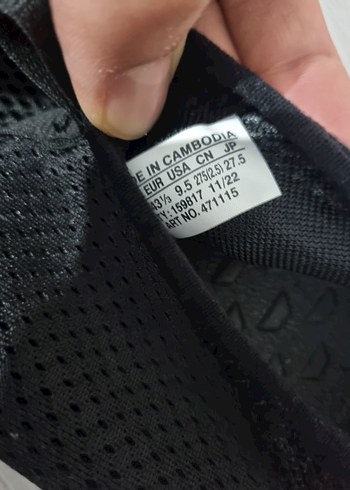 E IN CAMBODIA
EUR USA CN JP
43⅓ 9.5 275(2.5) 27.5
TY: 159817 11/22
ART NO. 471115